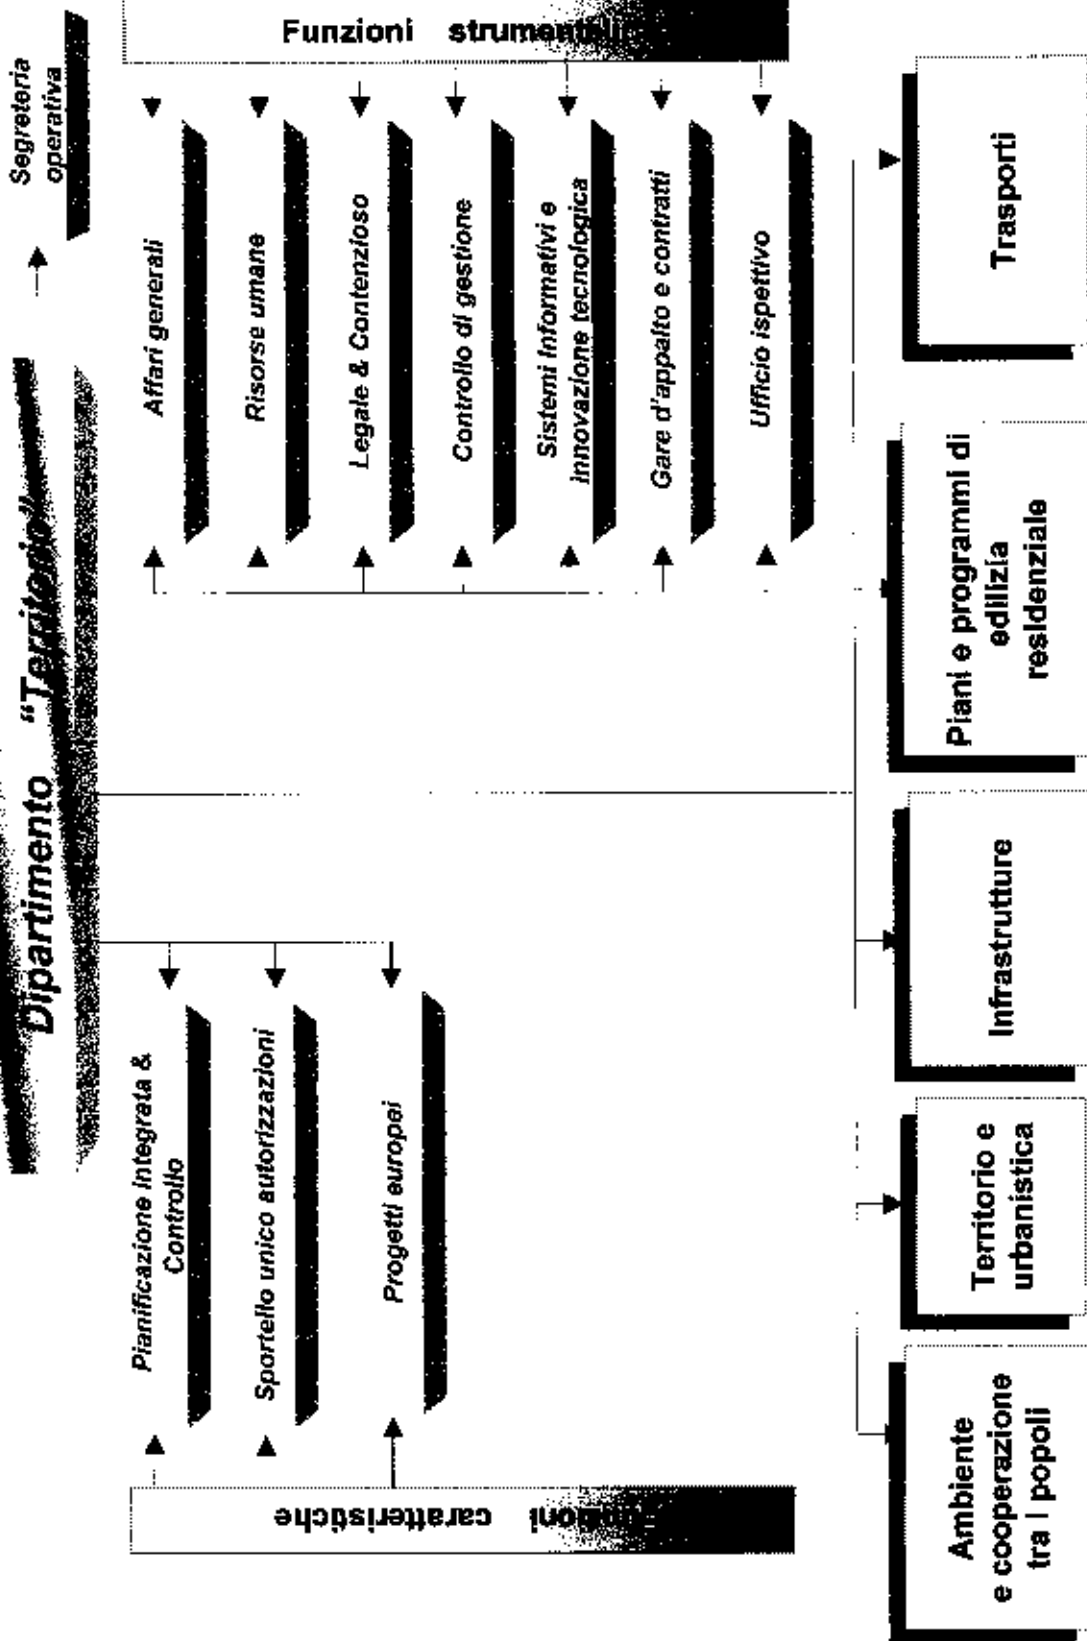 Dipartimento "Territorio"
Segreteria
operativa
Funzioni caratteristiche
Pianificazione integrata &
Controllo
Sportello unico autorizzazioni
Progetti europei
Funzioni strumentali
Affari generali
Risorse umane
Legale & Contenzioso
Controllo di gestione
Sistemi Informativi e
Innovazione tecnologica
Gare d'appalto e contratti
Ufficio ispettivo
Ambiente
e cooperazione
tra i popoli
Territorio e
urbanistica
Infrastrutture
Piani e programmi di
edilizia
residenziale
Trasporti